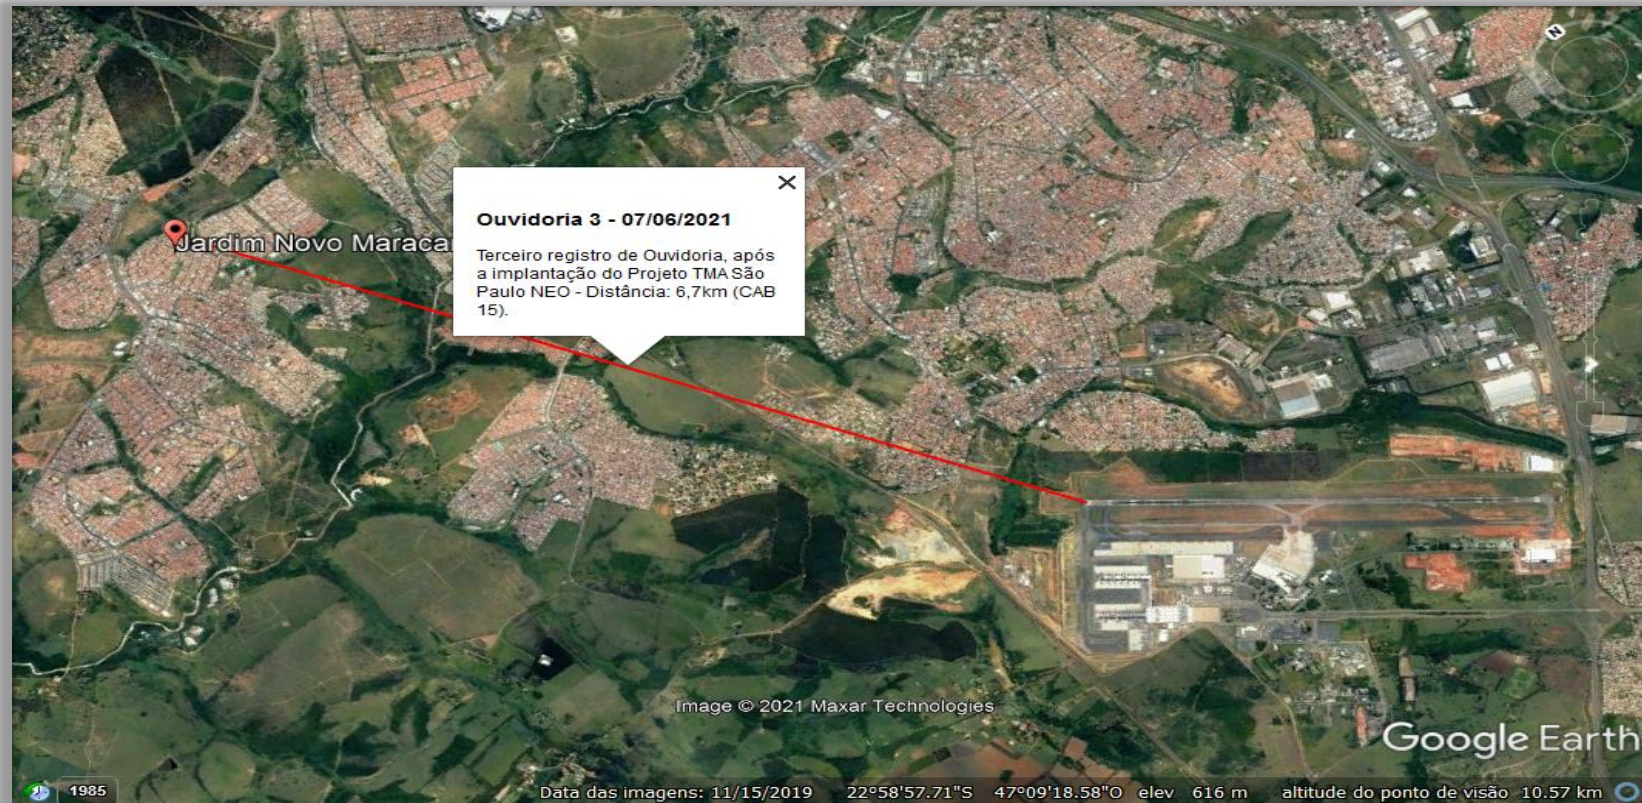 N
Ouvidoria 3 - 07/06/2021
Terceiro registro de Ouvidoria, após
a implantação do Projeto TMA São
Paulo NEO - Distância: 6,7km (CAB
15).
Jardim Novo Maraca
Image © 2021 Maxar Technologies
Google Earth
1985
Data das imagens: 11/15/2019 22°58'57.71"S 47°09'18.58"O elev 616 m altitude do ponto de visão 10.57 km